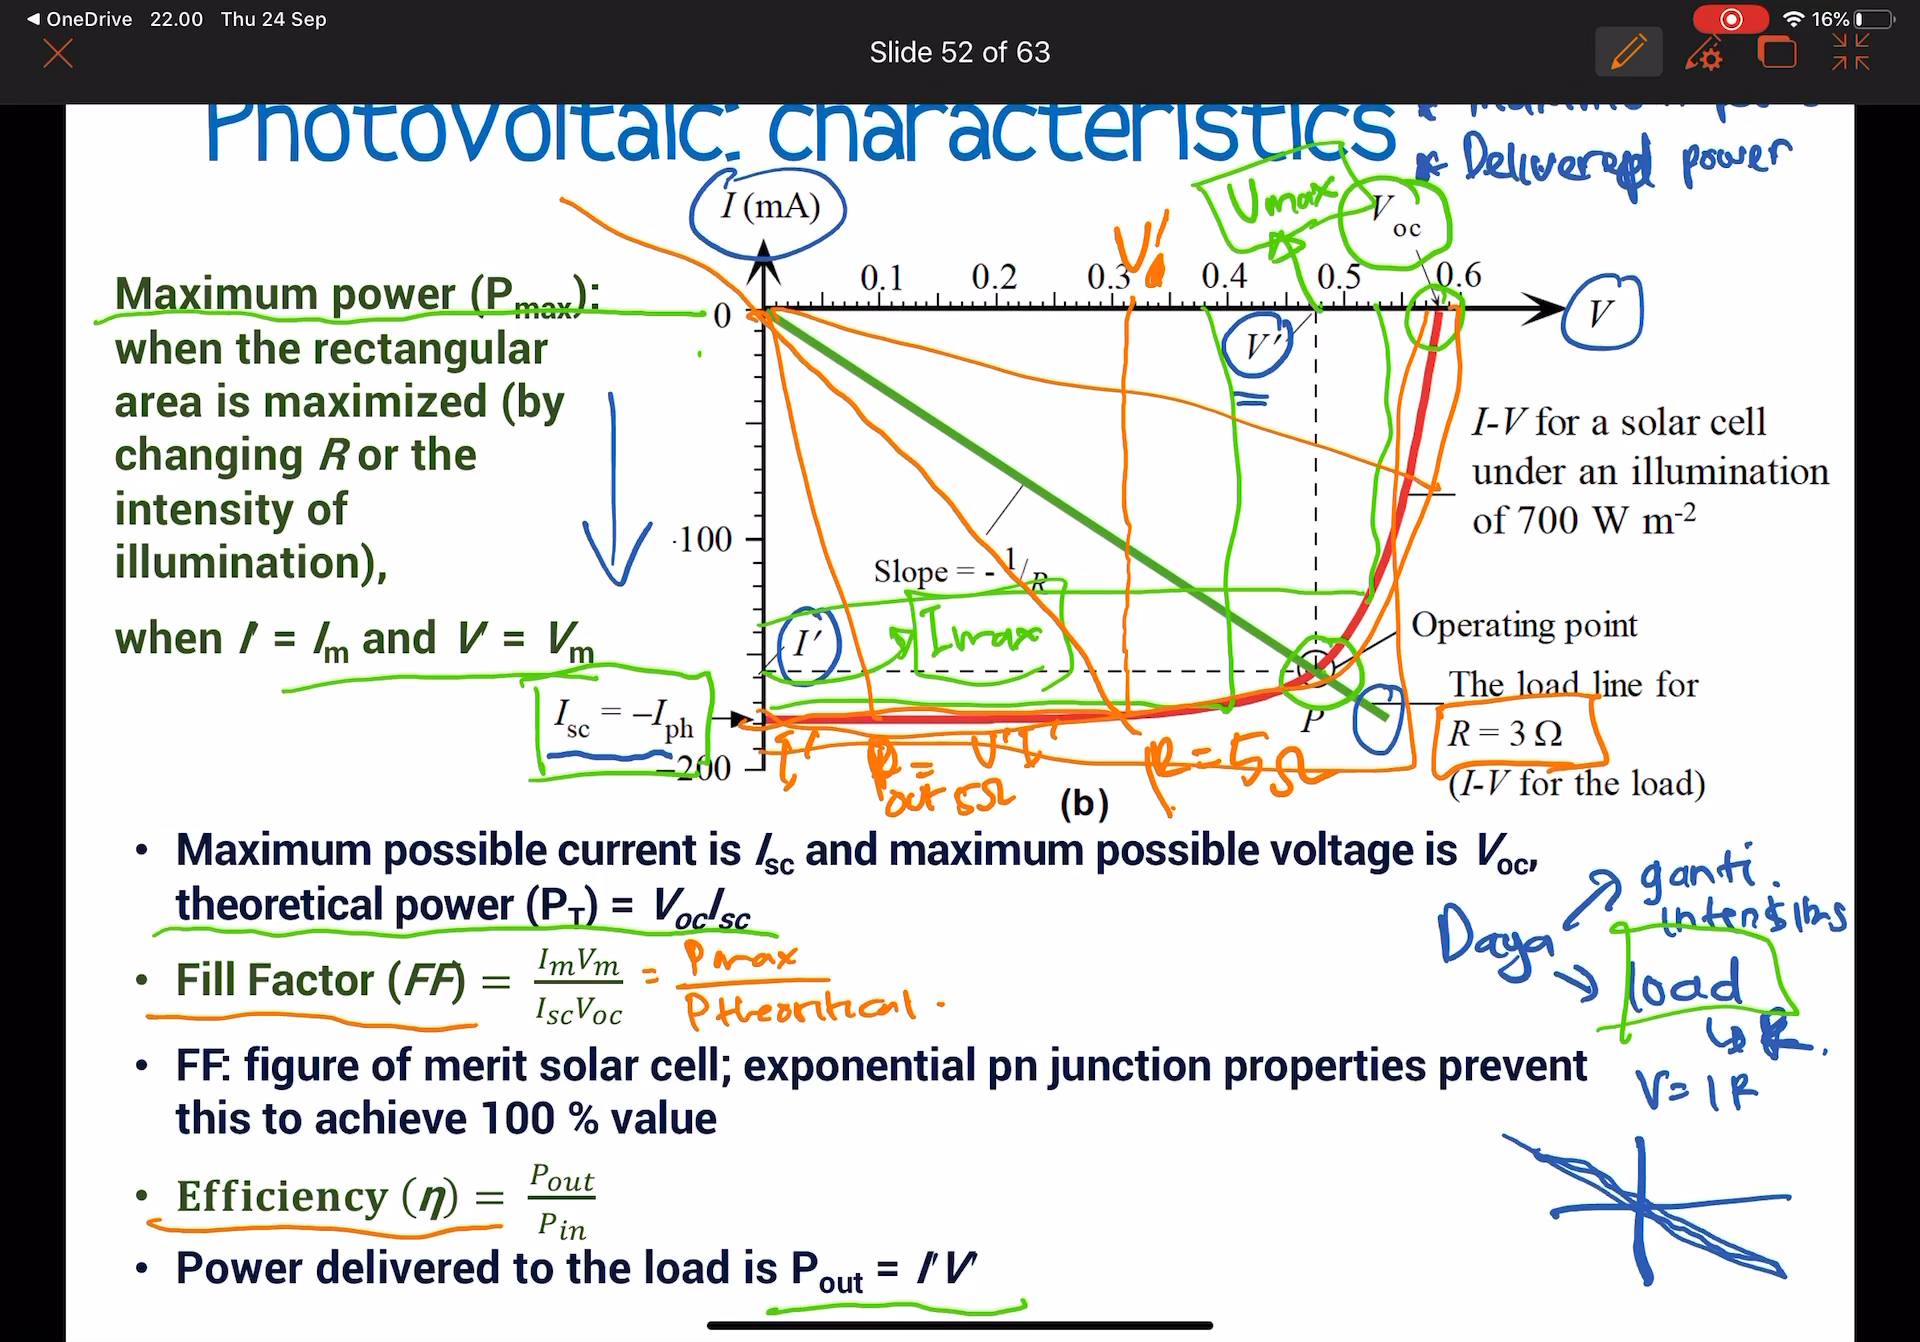 OneDrive 22.00 Thu 24 Sep
16%
Slide 52 of 63
Photovoltaic: characteristics
* Delivered power
I (mA)
Vmax
V oc
V'
0.1 0.2 0.3 0.4 0.5 0.6
0
V
V'
-100
-200
Maximum power (Pmax):
when the rectangular
area is maximized (by
changing R or the
intensity of
illumination),
when I' = Im and V' = Vm
Isc = −Iph
I-V for a solar cell
under an illumination
of 700 W m-2
Slope = - 1/R
I'
Imax
Operating point
The load line for
R = 3 Ω
(I-V for the load)
P
I'
Pout 5Ω = V'I'
R = 5Ω
(b)
• Maximum possible current is Isc and maximum possible voltage is Voc,
theoretical power (PT) = VocIsc
• Fill Factor (FF) = ImVm / IscVoc = Pmax / Ptheoritical.
• FF: figure of merit solar cell; exponential pn junction properties prevent
this to achieve 100 % value
• Efficiency (η) = Pout / Pin
• Power delivered to the load is Pout = I'V'
Daya
ganti
load
R.
V = IR